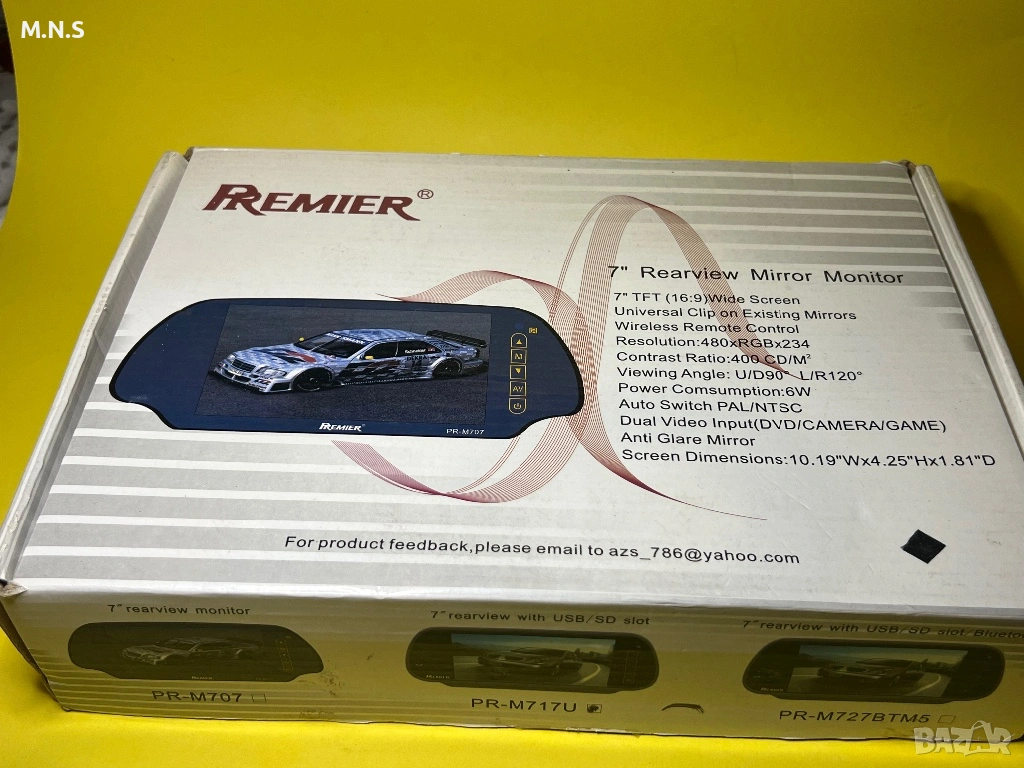 M.N.S
PREMIER®
7" Rearview Mirror Monitor
7" TFT (16:9)Wide Screen
Universal Clip on Existing Mirrors
Wireless Remote Control
Resolution:480xRGBx234
Contrast Ratio:400 CD/M²
Viewing Angle: U/D90° L/R120°
Power Comsumption:6W
Auto Switch PAL/NTSC
Dual Video Input(DVD/CAMERA/GAME)
Anti Glare Mirror
Screen Dimensions:10.19"Wx4.25"Hx1.81"D
M
AV
PREMIER
PR-M707
For product feedback,please email to azs_786@yahoo.com
7" rearview monitor
7" rearview with USB/SD slot
7" rearview with USB/SD slot/Bluetoo
PR-M707
PR-M717U
PR-M727BTM5
BAZAR